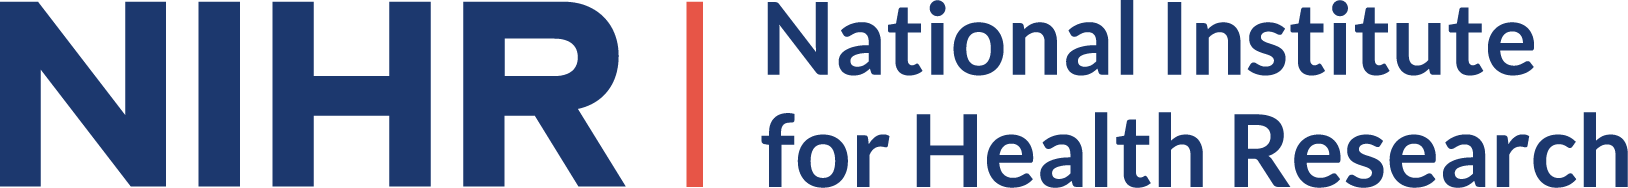 NIHR
National Institute
for Health Research